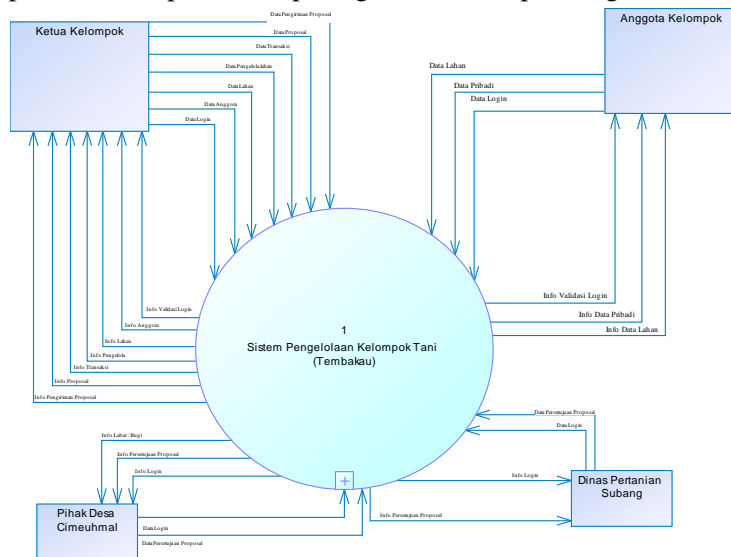 Ketua Kelompok
Data Pengiriman Proposal
Data Proposal
Data Transaksi
Data Pengelolalahan
Data Lahan
Data Anggota
Data Login
Anggota Kelompok
Data Lahan
Data Pribadi
Data Login
Info Validasi Login
Info Anggota
Info Lahan
Info Pengelola
Info Transaksi
Info Proposal
Info Pengiriman Proposal
1
Sistem Pengelolaan Kelompok Tani
(Tembakau)
Info Validasi Login
Info Data Pribadi
Info Data Lahan
Info Labar / Rugi
Info Persetujuan Proposal
Info Login
Pihak Desa
Cimeuhmal
Data Login
Data Persetujuan Proposal
Data Persetujuan Proposal
Data Login
Info Login
Info Persetujuan Proposal
Dinas Pertanian
Subang